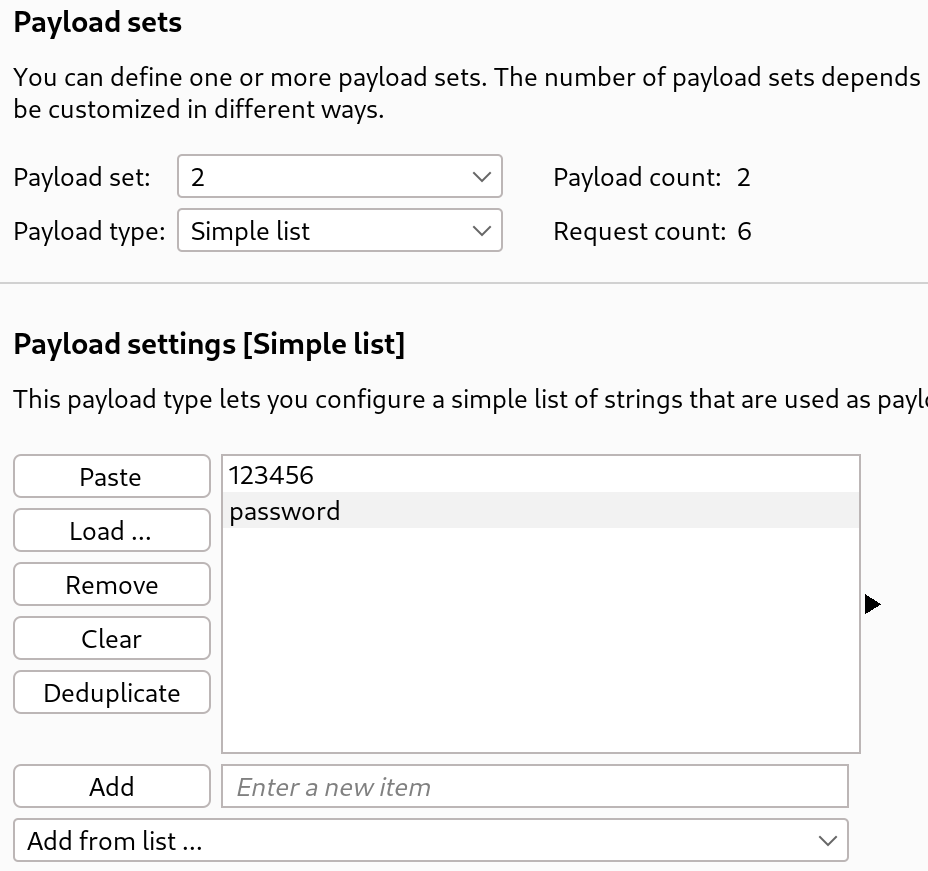 Payload sets
You can define one or more payload sets. The number of payload sets depends
be customized in different ways.
Payload set: 2 Payload count: 2
Payload type: Simple list Request count: 6
Payload settings [Simple list]
This payload type lets you configure a simple list of strings that are used as paylo
Paste 123456
password
Load ...
Remove
Clear
Deduplicate
Add Enter a new item
Add from list ...